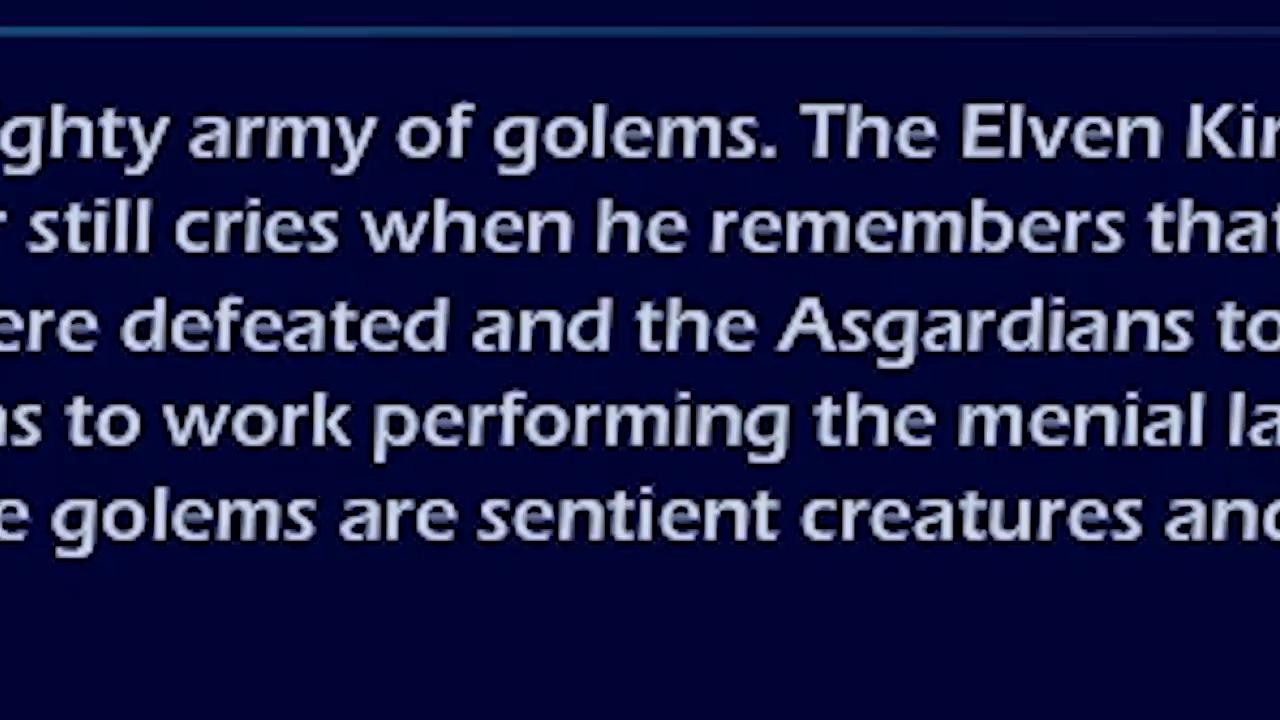 ghty army of golems. The Elven Kin
r still cries when he remembers that
ere defeated and the Asgardians to
ns to work performing the menial la
e golems are sentient creatures and